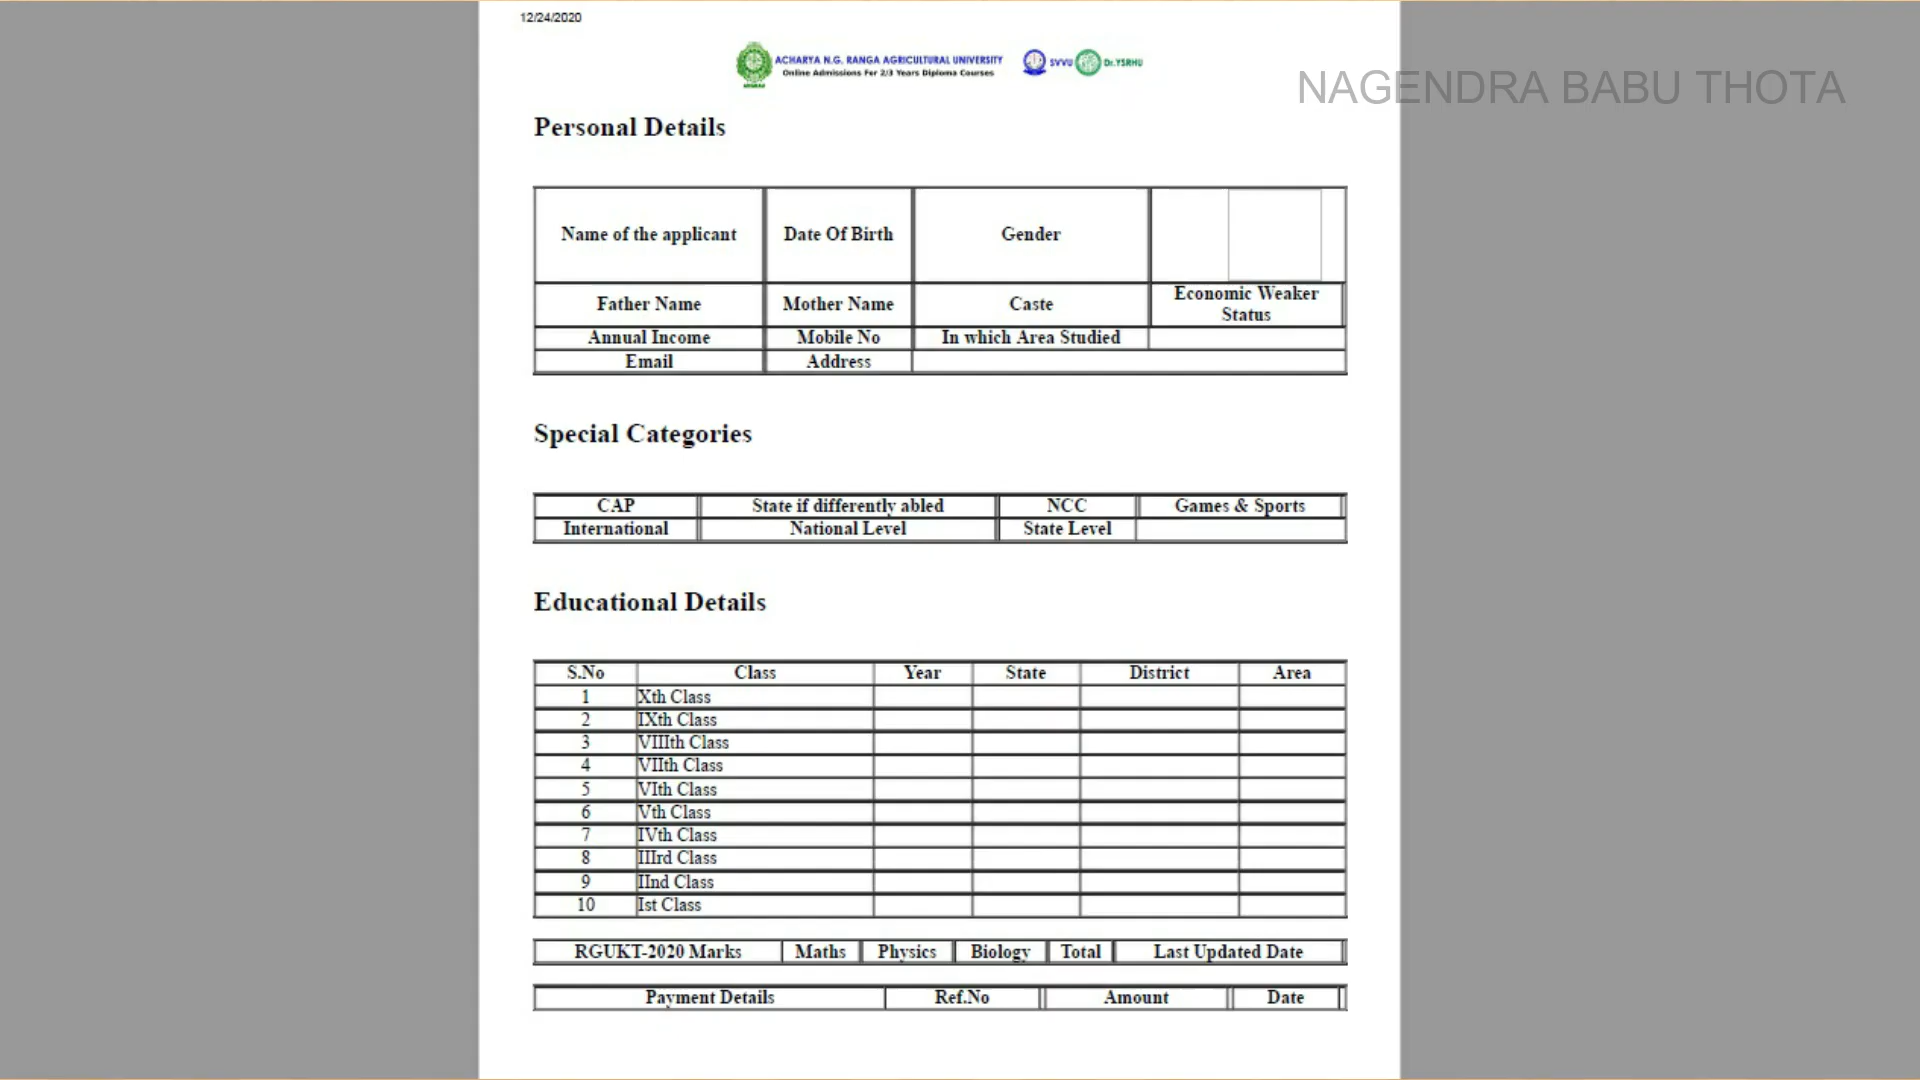 12/24/2020
ACHARYA N.G. RANGA AGRICULTURAL UNIVERSITY
Online Admissions For 2/3 Years Diploma Courses
SVVU Dr.YSRHU
NAGENDRA BABU THOTA
Personal Details
Name of the applicant Date Of Birth Gender
Father Name Mother Name Caste Economic Weaker Status
Annual Income Mobile No In which Area Studied
Email Address
Special Categories
CAP State if differently abled NCC Games & Sports
International National Level State Level
Educational Details
S.No Class Year State District Area
1 Xth Class
2 IXth Class
3 VIIIth Class
4 VIIth Class
5 VIth Class
6 Vth Class
7 IVth Class
8 IIIrd Class
9 IInd Class
10 Ist Class
RGUKT-2020 Marks Maths Physics Biology Total Last Updated Date
Payment Details Ref.No Amount Date